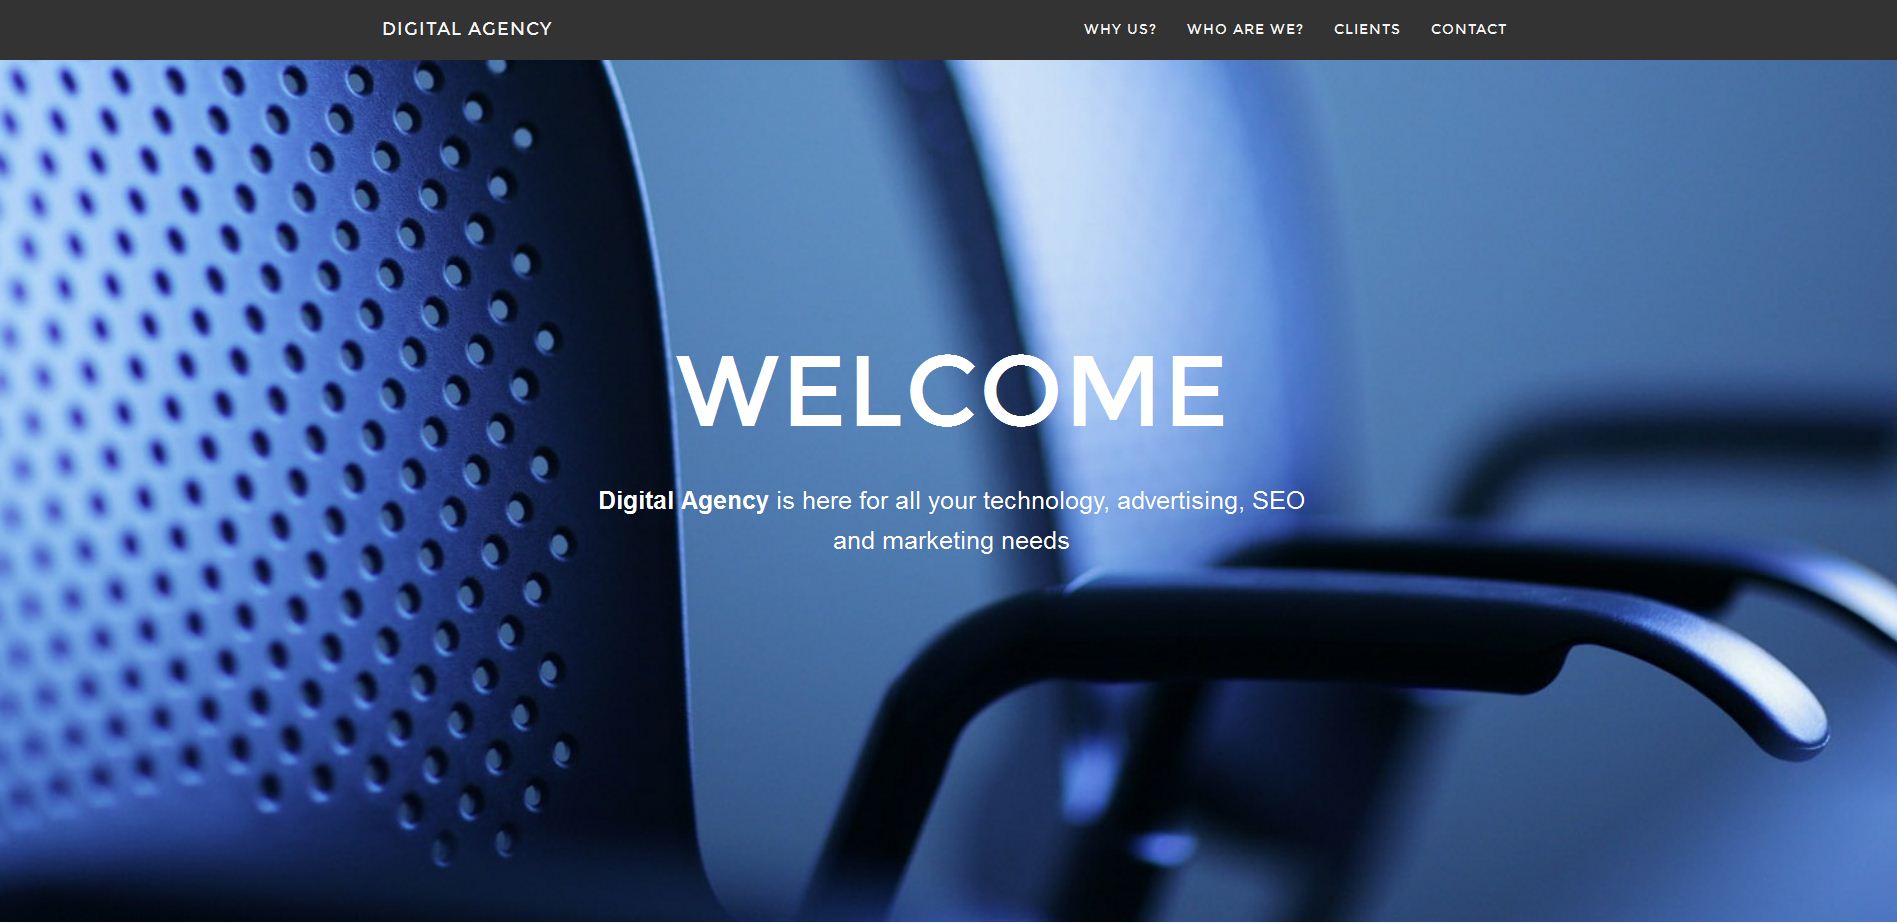 DIGITAL AGENCY
WHY US? WHO ARE WE? CLIENTS CONTACT
WELCOME
Digital Agency is here for all your technology, advertising, SEO
and marketing needs